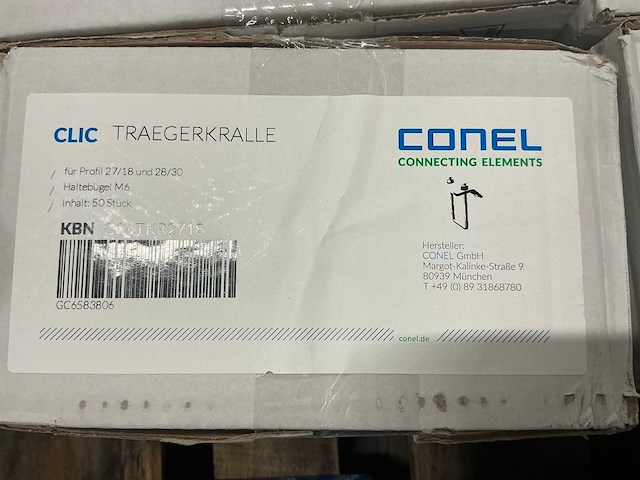 CLIC TRAEGERKRALLE
/ für Profil 27/18 und 28/30
/ Haltebügel M6
/ Inhalt: 50 Stück
KBN
GC6583806
CONEL
CONNECTING ELEMENTS
Hersteller:
CONEL GmbH
Margot-Kalinke-Straße 9
80939 München
T +49 (0) 89 31868780
conel.de